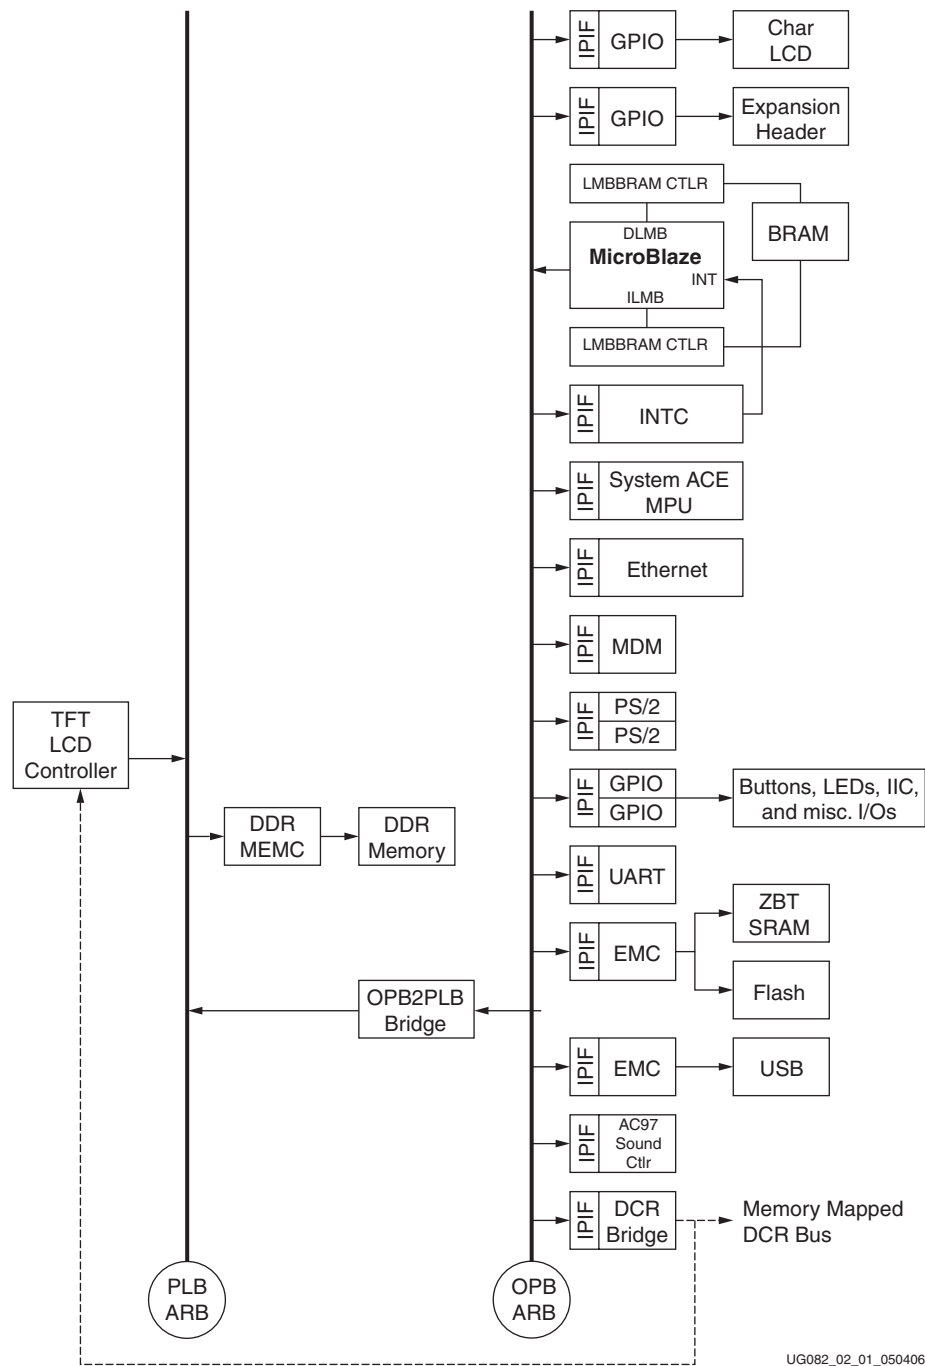 IPIF
GPIO
Char
LCD
IPIF
GPIO
Expansion
Header
LMBBRAM CTLR
BRAM
DLMB
MicroBlaze
INT
ILMB
LMBBRAM CTLR
IPIF
INTC
IPIF
System ACE
MPU
IPIF
Ethernet
IPIF
MDM
IPIF
PS/2
PS/2
TFT
LCD
Controller
IPIF
GPIO
GPIO
Buttons, LEDs, IIC,
and misc. I/Os
DDR
MEMC
DDR
Memory
IPIF
UART
IPIF
EMC
ZBT
SRAM
Flash
OPB2PLB
Bridge
IPIF
EMC
USB
IPIF
AC97
Sound
Ctlr
IPIF
DCR
Bridge
Memory Mapped
DCR Bus
PLB
ARB
OPB
ARB
UG082_02_01_050406